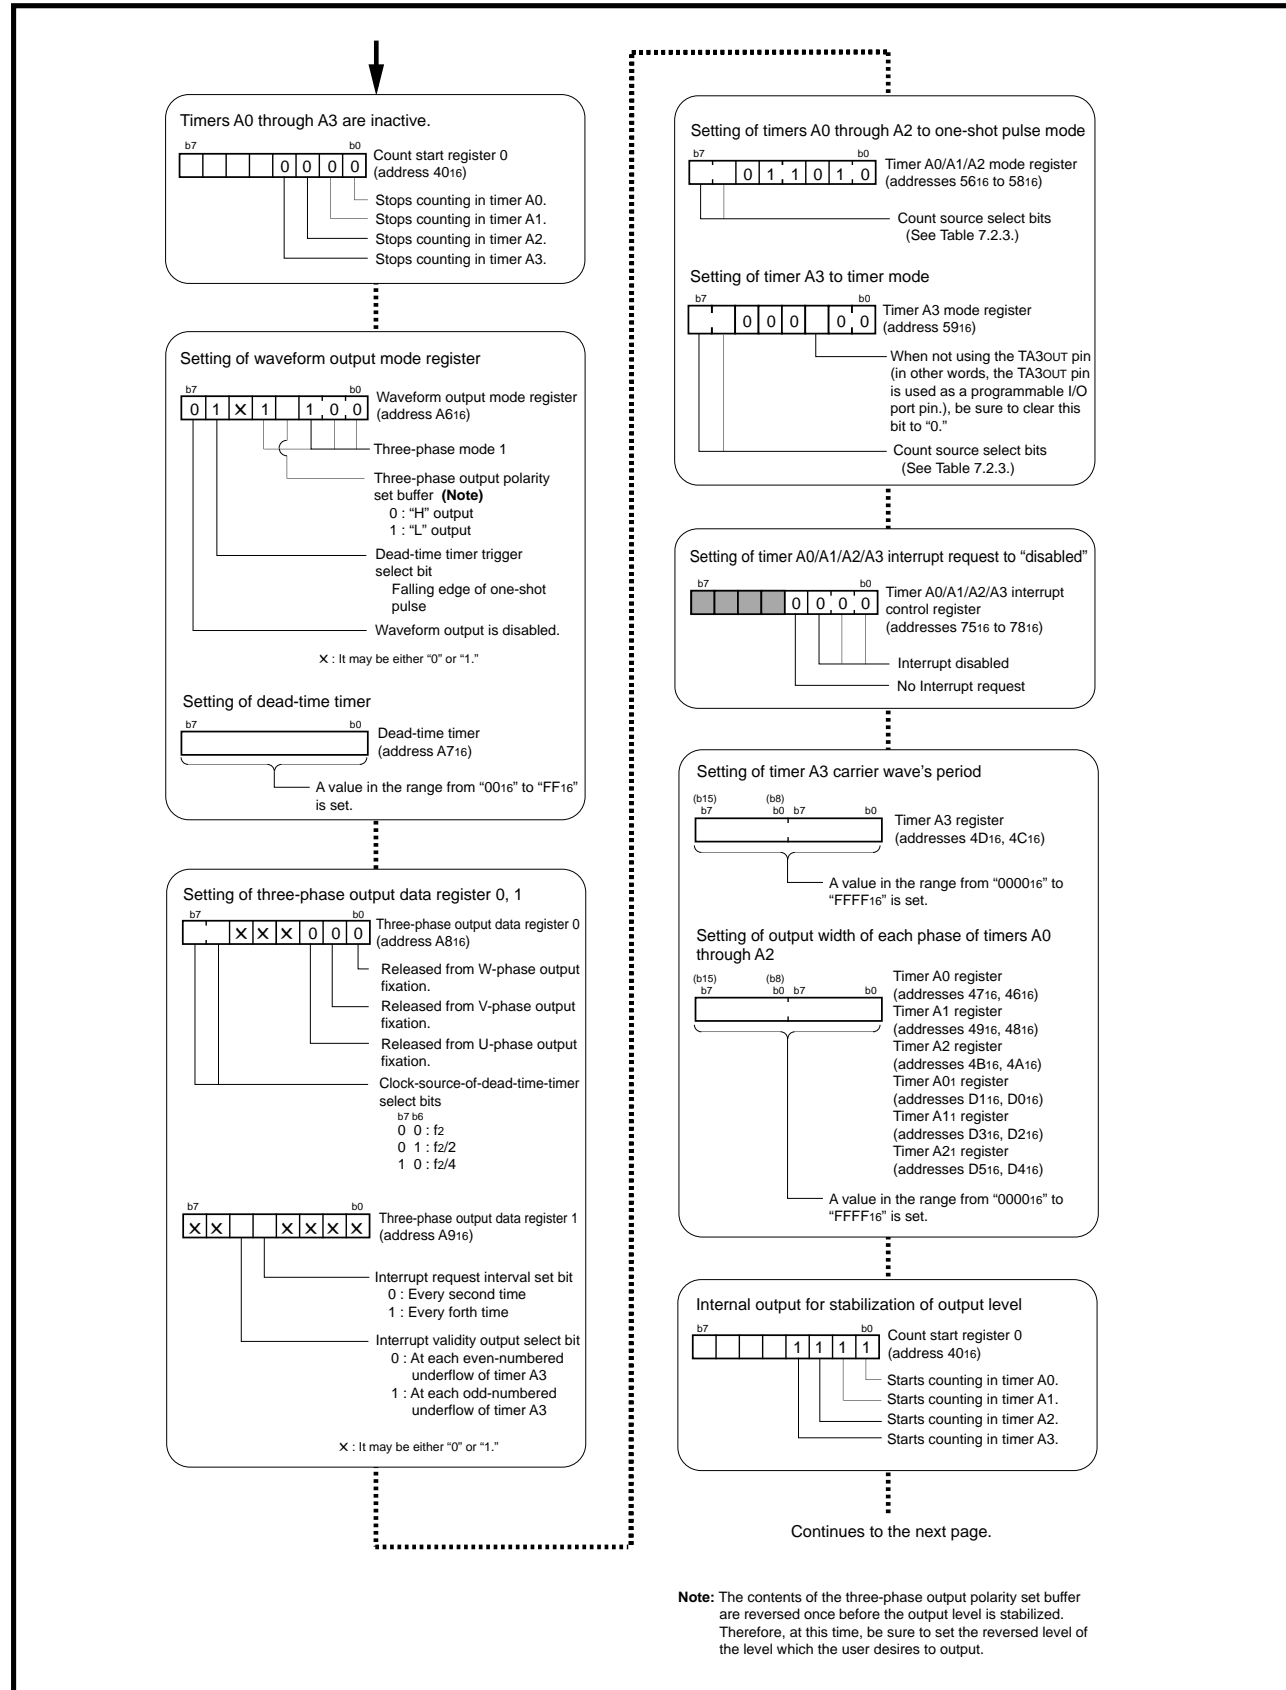 Timers A0 through A3 are inactive.
b7 b0
0 0 0 0
Count start register 0
(address 4016)
Stops counting in timer A0.
Stops counting in timer A1.
Stops counting in timer A2.
Stops counting in timer A3.
Setting of waveform output mode register
b7 b0
0 1 × 1 1 0 0
Waveform output mode register
(address A616)
Three-phase mode 1
Three-phase output polarity
set buffer (Note)
0 : “H” output
1 : “L” output
Dead-time timer trigger
select bit
Falling edge of one-shot
pulse
Waveform output is disabled.
× : It may be either “0” or “1.”
Setting of dead-time timer
b7 b0
Dead-time timer
(address A716)
A value in the range from “0016” to “FF16”
is set.
Setting of three-phase output data register 0, 1
b7 b0
× × × 0 0 0
Three-phase output data register 0
(address A816)
Released from W-phase output
fixation.
Released from V-phase output
fixation.
Released from U-phase output
fixation.
Clock-source-of-dead-time-timer
select bits
b7 b6
0 0 : f2
0 1 : f2/2
1 0 : f2/4
b7 b0
× × × × × ×
Three-phase output data register 1
(address A916)
Interrupt request interval set bit
0 : Every second time
1 : Every forth time
Interrupt validity output select bit
0 : At each even-numbered
underflow of timer A3
1 : At each odd-numbered
underflow of timer A3
× : It may be either “0” or “1.”
Setting of timers A0 through A2 to one-shot pulse mode
b7 b0
0 1 1 0 1 0
Timer A0/A1/A2 mode register
(addresses 5616 to 5816)
Count source select bits
(See Table 7.2.3.)
Setting of timer A3 to timer mode
b7 b0
0 0 0 0 0
Timer A3 mode register
(address 5916)
When not using the TA3OUT pin
(in other words, the TA3OUT pin
is used as a programmable I/O
port pin.), be sure to clear this
bit to “0.”
Count source select bits
(See Table 7.2.3.)
Setting of timer A0/A1/A2/A3 interrupt request to “disabled”
b7 b0
0 0 0 0
Timer A0/A1/A2/A3 interrupt
control register
(addresses 7516 to 7816)
Interrupt disabled
No Interrupt request
Setting of timer A3 carrier wave’s period
(b15) (b8)
b7 b0 b7 b0
Timer A3 register
(addresses 4D16, 4C16)
A value in the range from “000016” to
“FFFF16” is set.
Setting of output width of each phase of timers A0
through A2
(b15) (b8)
b7 b0 b7 b0
Timer A0 register
(addresses 4716, 4616)
Timer A1 register
(addresses 4916, 4816)
Timer A2 register
(addresses 4B16, 4A16)
Timer A01 register
(addresses D116, D016)
Timer A11 register
(addresses D316, D216)
Timer A21 register
(addresses D516, D416)
A value in the range from “000016” to
“FFFF16” is set.
Internal output for stabilization of output level
b7 b0
1 1 1 1
Count start register 0
(address 4016)
Starts counting in timer A0.
Starts counting in timer A1.
Starts counting in timer A2.
Starts counting in timer A3.
Continues to the next page.
Note: The contents of the three-phase output polarity set buffer
are reversed once before the output level is stabilized.
Therefore, at this time, be sure to set the reversed level of
the level which the user desires to output.